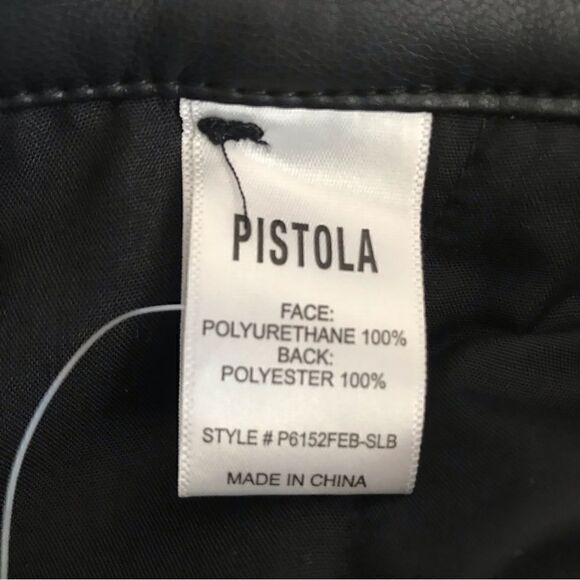 PISTOLA
FACE:
POLYURETHANE 100%
BACK:
POLYESTER 100%
STYLE # P6152FEB-SLB
MADE IN CHINA